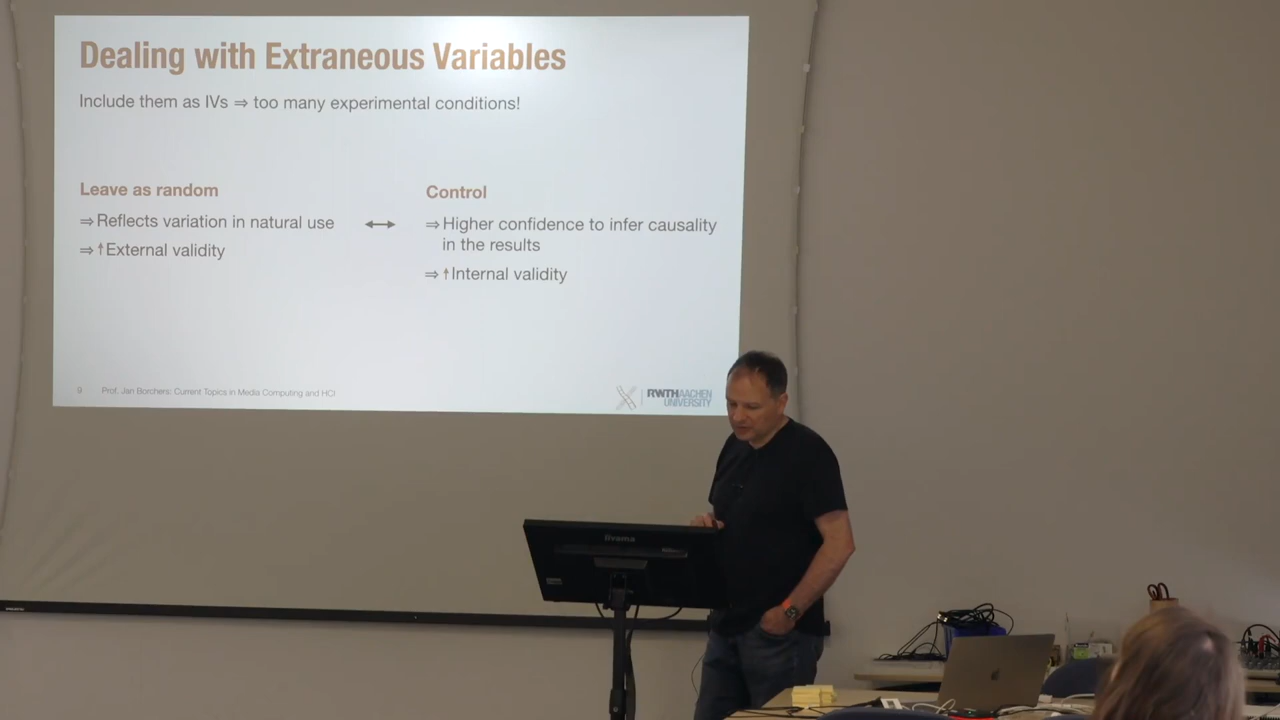 Dealing with Extraneous Variables
Include them as IVs ⇒ too many experimental conditions!
Leave as random
⇒ Reflects variation in natural use
⇒ ↑External validity
Control
⇒ Higher confidence to infer causality
in the results
⇒ ↑Internal validity
9 Prof. Jan Borchers: Current Topics in Media Computing and HCI
RWTHAACHEN
UNIVERSITY
iiyama